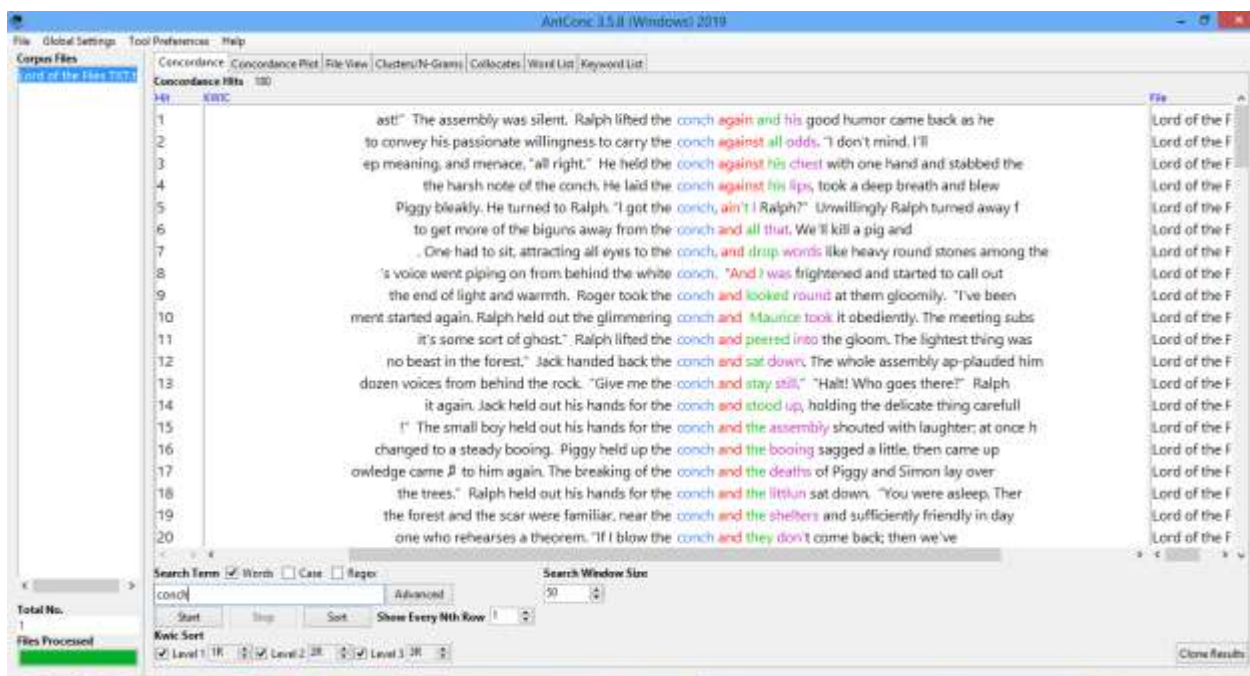 AntConc 3.5.8 (Windows) 2019
File Global Settings Tool Preferences Help
Corpus Files
Lord of the Flies TXT.t
Concordance Concordance Plot File View Clusters/N-Grams Collocates Word List Keyword List
Concordance Hits 180
Hit KWIC File
1 ast!" The assembly was silent. Ralph lifted the conch again and his good humor came back as he Lord of the F
2 to convey his passionate willingness to carry the conch against all odds. "I don't mind. I'll Lord of the F
3 ep meaning, and menace, "all right." He held the conch against his chest with one hand and stabbed the Lord of the F
4 the harsh note of the conch. He laid the conch against his lips, took a deep breath and blew Lord of the F
5 Piggy bleakly. He turned to Ralph. "I got the conch, ain't I Ralph?" Unwillingly Ralph turned away f Lord of the F
6 to get more of the biguns away from the conch and all that. We'll kill a pig and Lord of the F
7 . One had to sit, attracting all eyes to the conch, and drop words like heavy round stones among the Lord of the F
8 's voice went piping on from behind the white conch. "And I was frightened and started to call out Lord of the F
9 the end of light and warmth. Roger took the conch and looked round at them gloomily. "I've been Lord of the F
10 ment started again. Ralph held out the glimmering conch and Maurice took it obediently. The meeting subs Lord of the F
11 it's some sort of ghost." Ralph lifted the conch and peered into the gloom. The lightest thing was Lord of the F
12 no beast in the forest." Jack handed back the conch and sat down. The whole assembly ap-plauded him Lord of the F
13 dozen voices from behind the rock. "Give me the conch and stay still." "Halt! Who goes there?" Ralph Lord of the F
14 it again. Jack held out his hands for the conch and stood up, holding the delicate thing carefull Lord of the F
15 !" The small boy held out his hands for the conch and the assembly shouted with laughter; at once h Lord of the F
16 changed to a steady booing. Piggy held up the conch and the booing sagged a little, then came up Lord of the F
17 owledge came to him again. The breaking of the conch and the deaths of Piggy and Simon lay over Lord of the F
18 the trees." Ralph held out his hands for the conch and the littlun sat down. "You were asleep. Ther Lord of the F
19 the forest and the scar were familiar, near the conch and the shelters and sufficiently friendly in day Lord of the F
20 one who rehearses a theorem. "If I blow the conch and they don't come back; then we've Lord of the F
Search Term Words Case Regex Search Window Size
conch Advanced 50
Total No.
1
Start Stop Sort Show Every Nth Row 1
Files Processed
Kwic Sort
Level 1 1R Level 2 2R Level 3 3R Clone Results